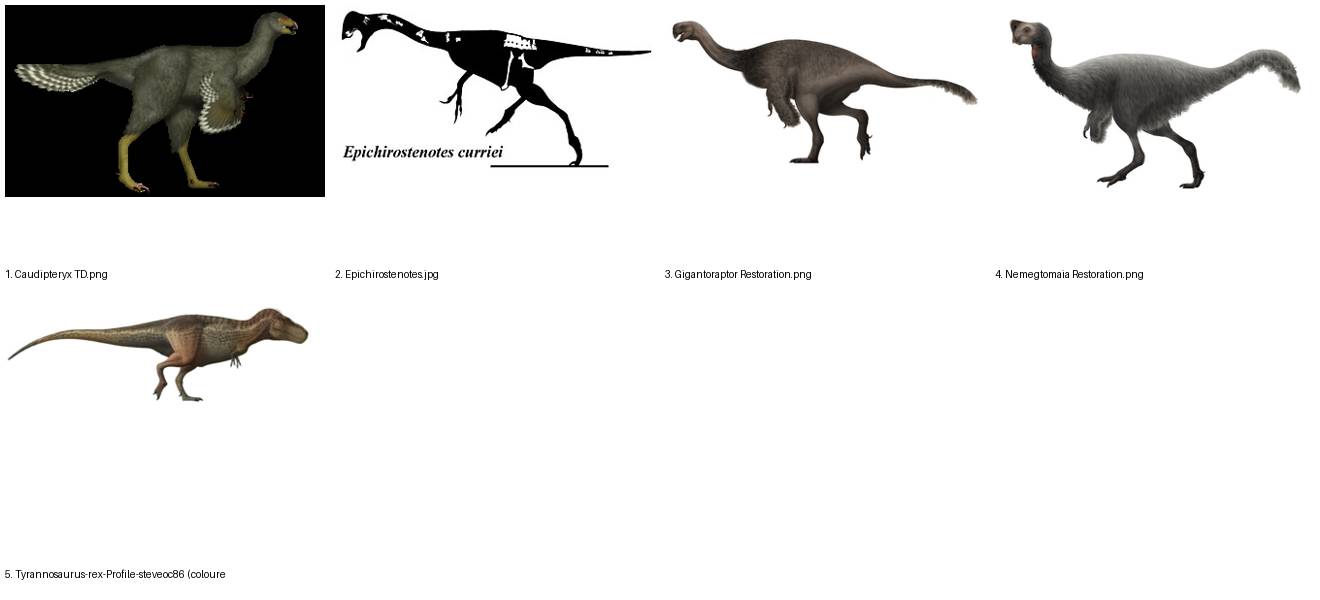 Epichirostenotes curriei
1. Caudipteryx TD.png
2. Epichirostenotes.jpg
3. Gigantoraptor Restoration.png
4. Nemegtomaia Restoration.png
5. Tyrannosaurus-rex-Profile-steveoc86 (coloure